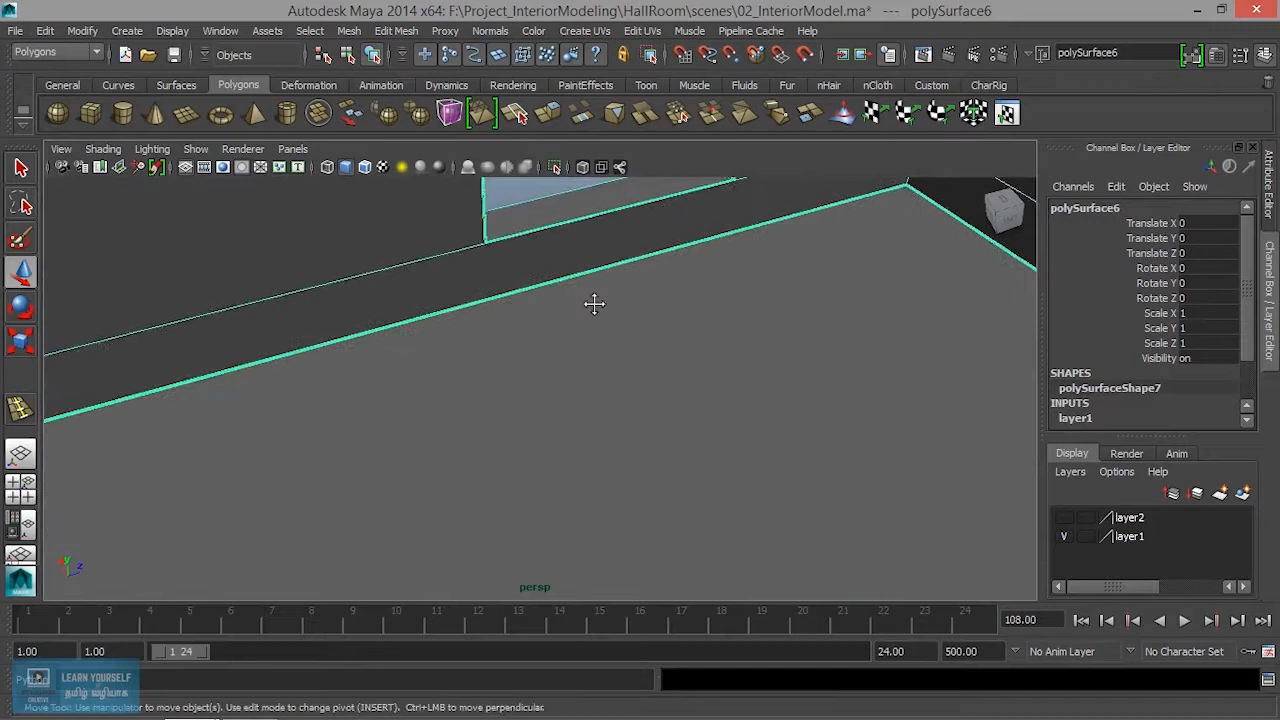 Autodesk Maya 2014 x64: F:\Project_InteriorModeling\HallRoom\scenes\02_InteriorModel.ma*   ---   polySurface6
File Edit Modify Create Display Window Assets Select Mesh Edit Mesh Proxy Normals Color Create UVs Edit UVs Muscle Pipeline Cache Help
Polygons Objects polySurface6
General Curves Surfaces Polygons Deformation Animation Dynamics Rendering PaintEffects Toon Muscle Fluids Fur nHair nCloth Custom CharRig
View Shading Lighting Show Renderer Panels
Channel Box / Layer Editor
Channels Edit Object Show
polySurface6
Translate X 0
Translate Y 0
Translate Z 0
Rotate X 0
Rotate Y 0
Rotate Z 0
Scale X 1
Scale Y 1
Scale Z 1
Visibility on
SHAPES
polySurfaceShape7
INPUTS
layer1
Display Render Anim
Layers Options Help
layer2
V layer1
Attribute Editor
Channel Box / Layer Editor
persp
1 2 3 4 5 6 7 8 9 10 11 12 13 14 15 16 17 18 19 20 21 22 23 24 108.00
1.00 1.00 1 24 24.00 500.00 No Anim Layer No Character Set
LEARN YOURSELF
தமிழ் வழியாக
Move Tool: Use manipulator to move object(s). Use edit mode to change pivot (INSERT). Ctrl+LMB to move perpendicular.